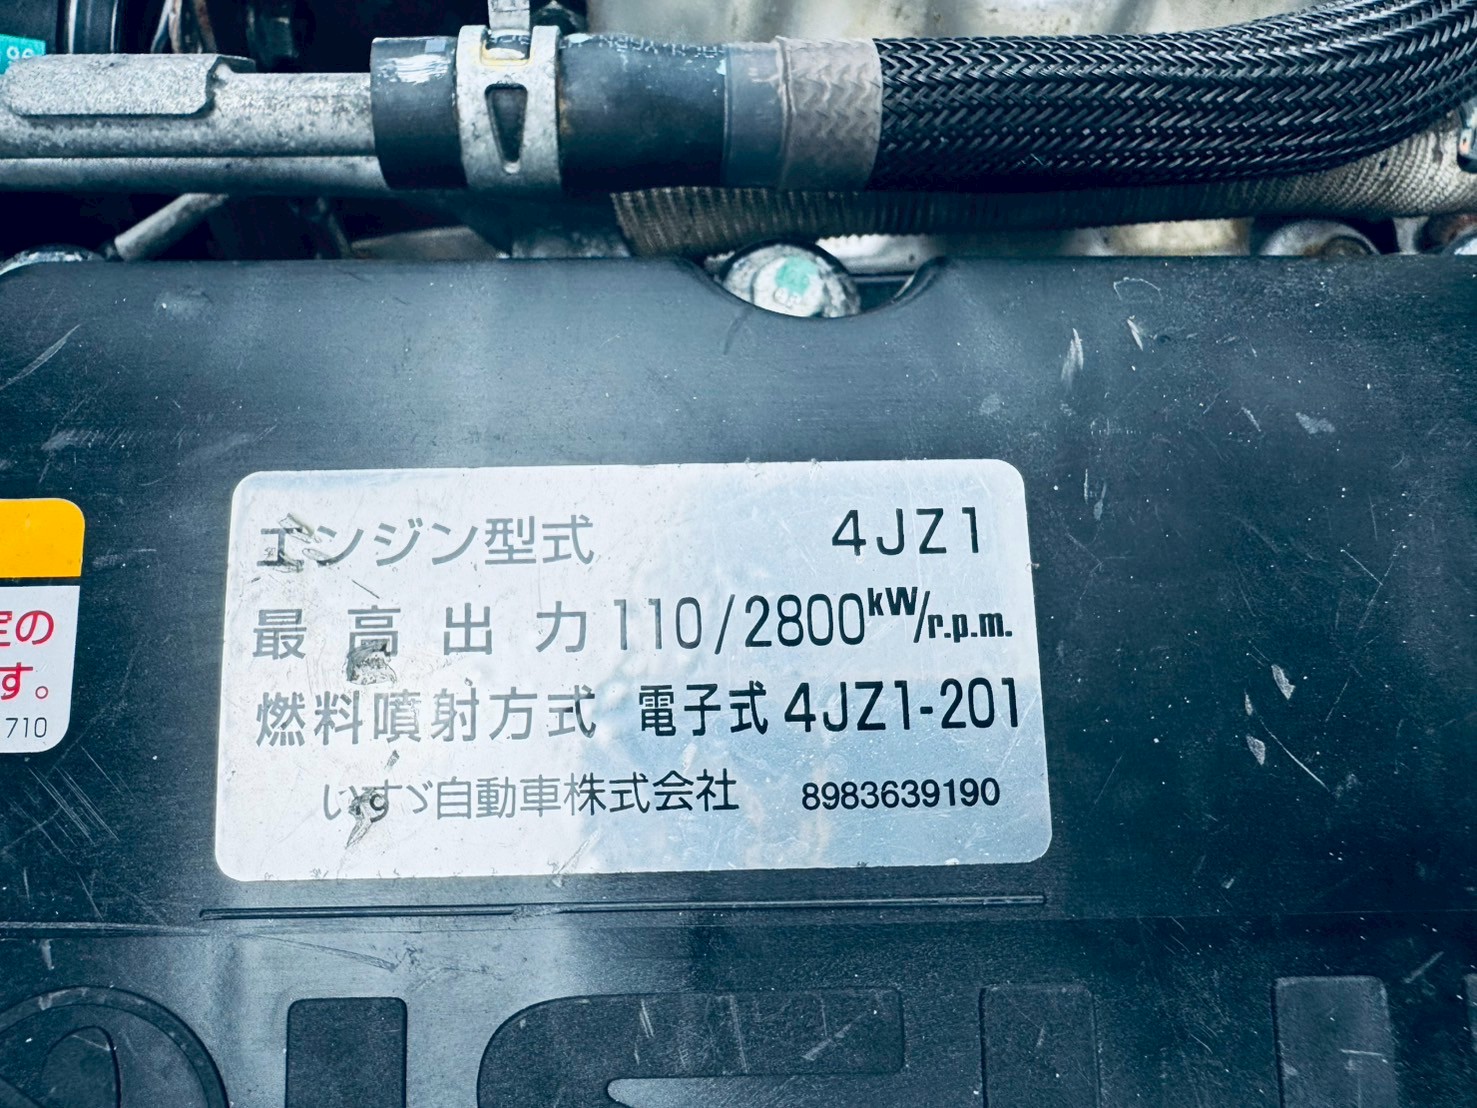 エンジン型式 4JZ1
最高出力 110/2800kW/r.p.m.
燃料噴射方式 電子式 4JZ1-201
いすゞ自動車株式会社 8983639190
定の
す。
710